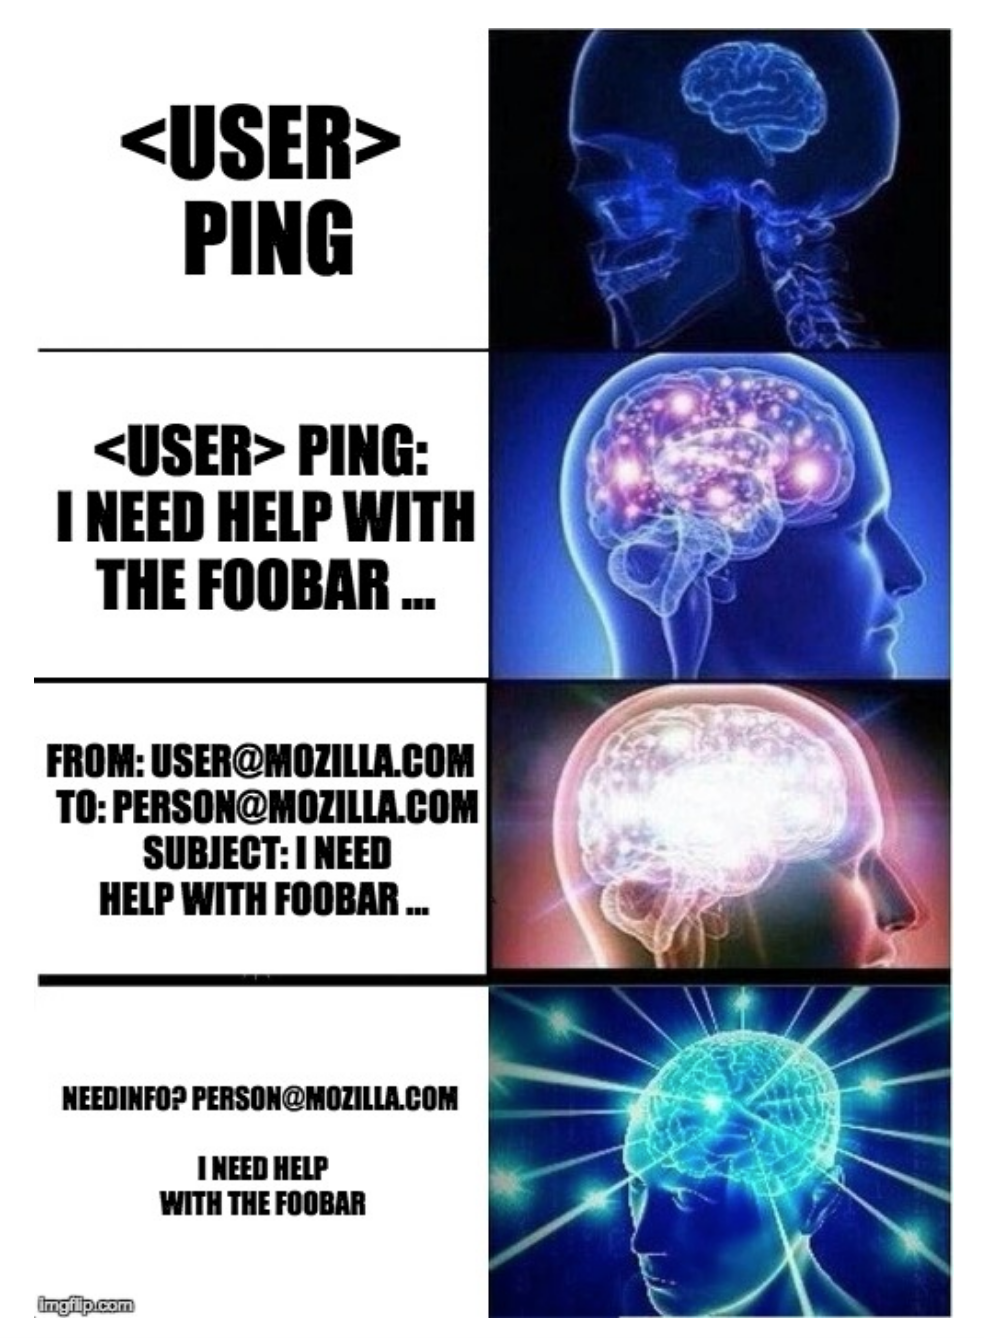 <USER>
PING
<USER> PING:
I NEED HELP WITH
THE FOOBAR ...
FROM: USER@MOZILLA.COM
TO: PERSON@MOZILLA.COM
SUBJECT: I NEED
HELP WITH FOOBAR ...
NEEDINFO? PERSON@MOZILLA.COM
I NEED HELP
WITH THE FOOBAR
imgflip.com